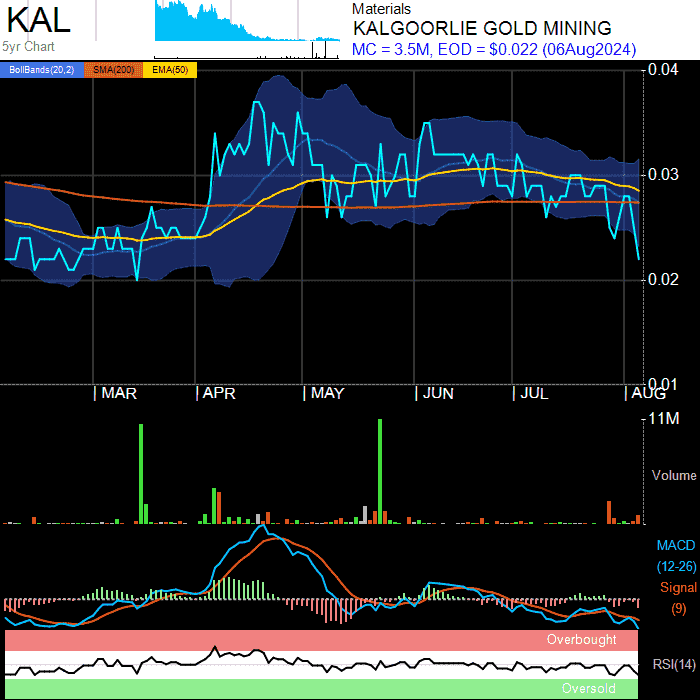 KAL
5yr Chart
Materials
KALGOORLIE GOLD MINING
MC = 3.5M, EOD = $0.022 (06Aug2024)
BollBands(20,2) SMA(200) EMA(50)
0.04
0.03
0.02
0.01
MAR APR MAY JUN JUL AUG
11M
Volume
MACD
(12-26)
Signal
(9)
Overbought
RSI(14)
Oversold